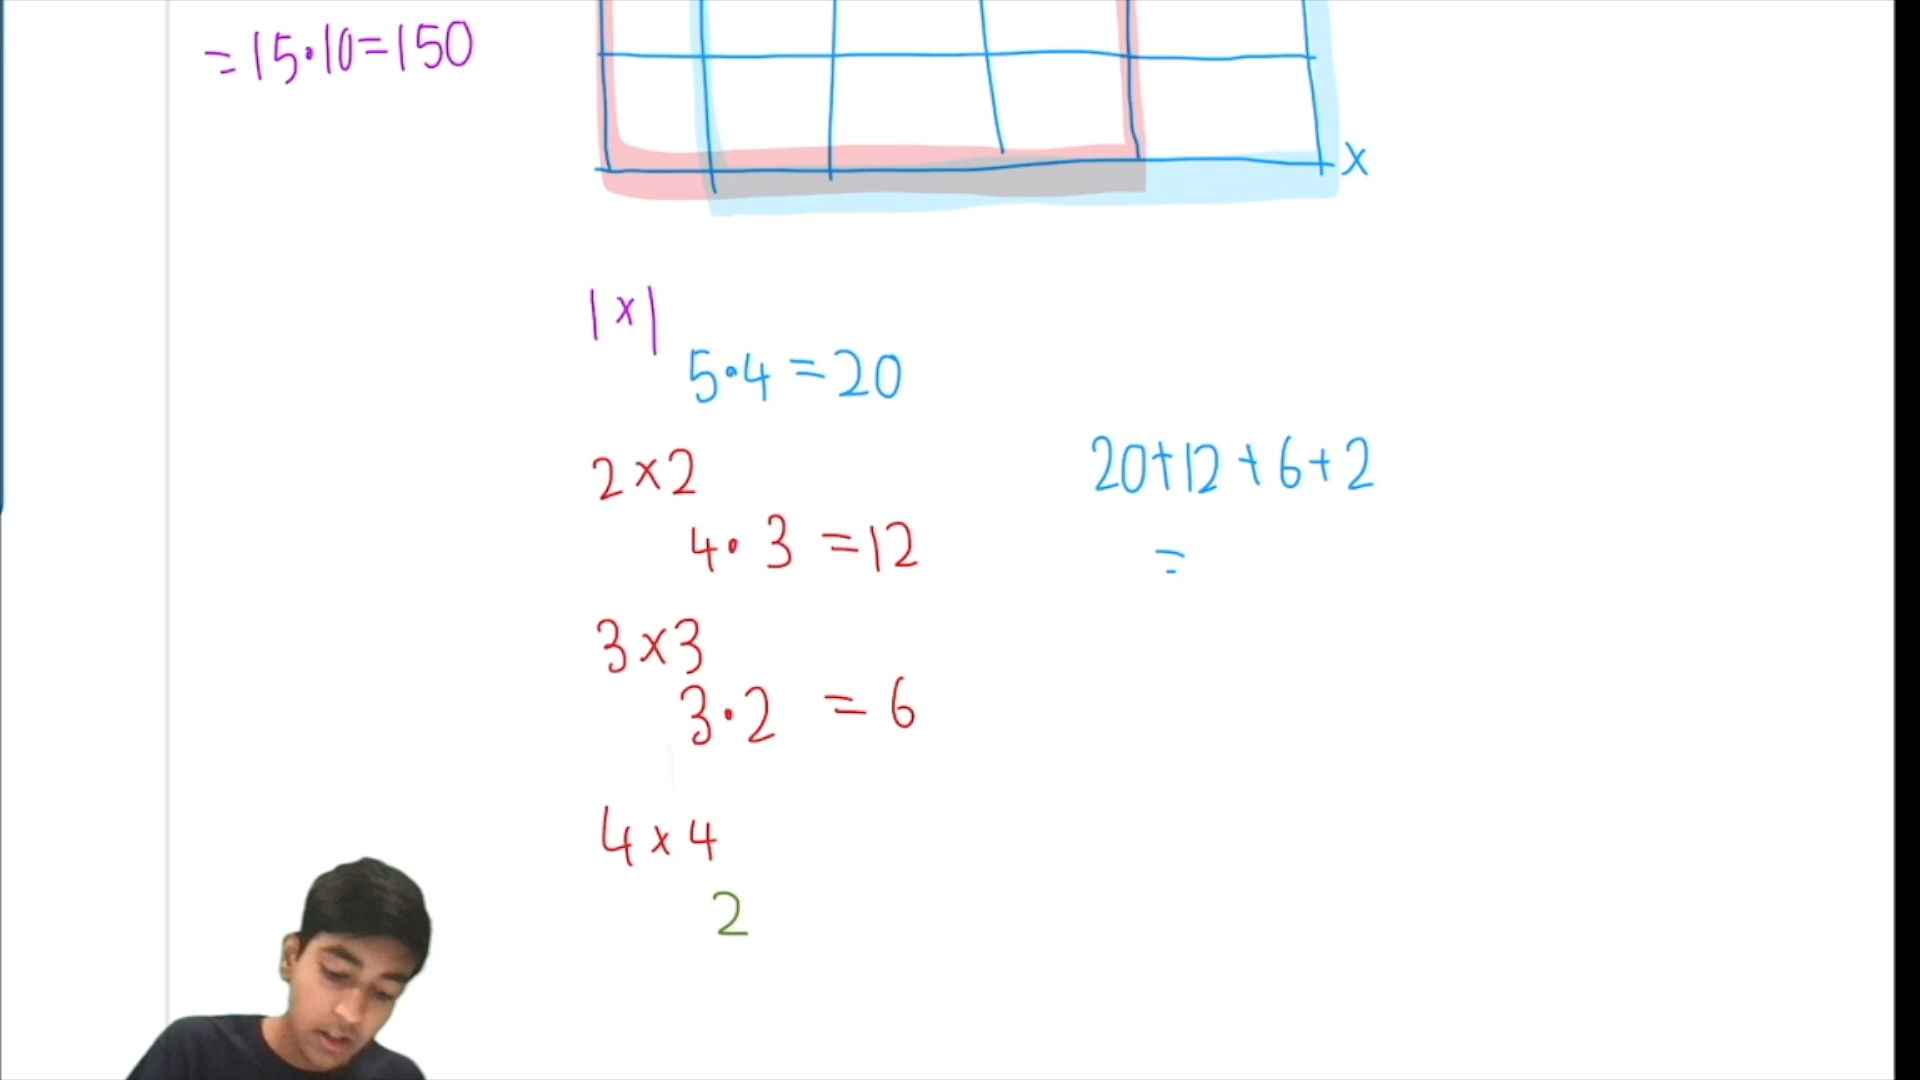 =15•10=150
x
1x1
5•4=20
2x2
4•3=12
3x3
3•2=6
4x4
2
20+12+6+2
=